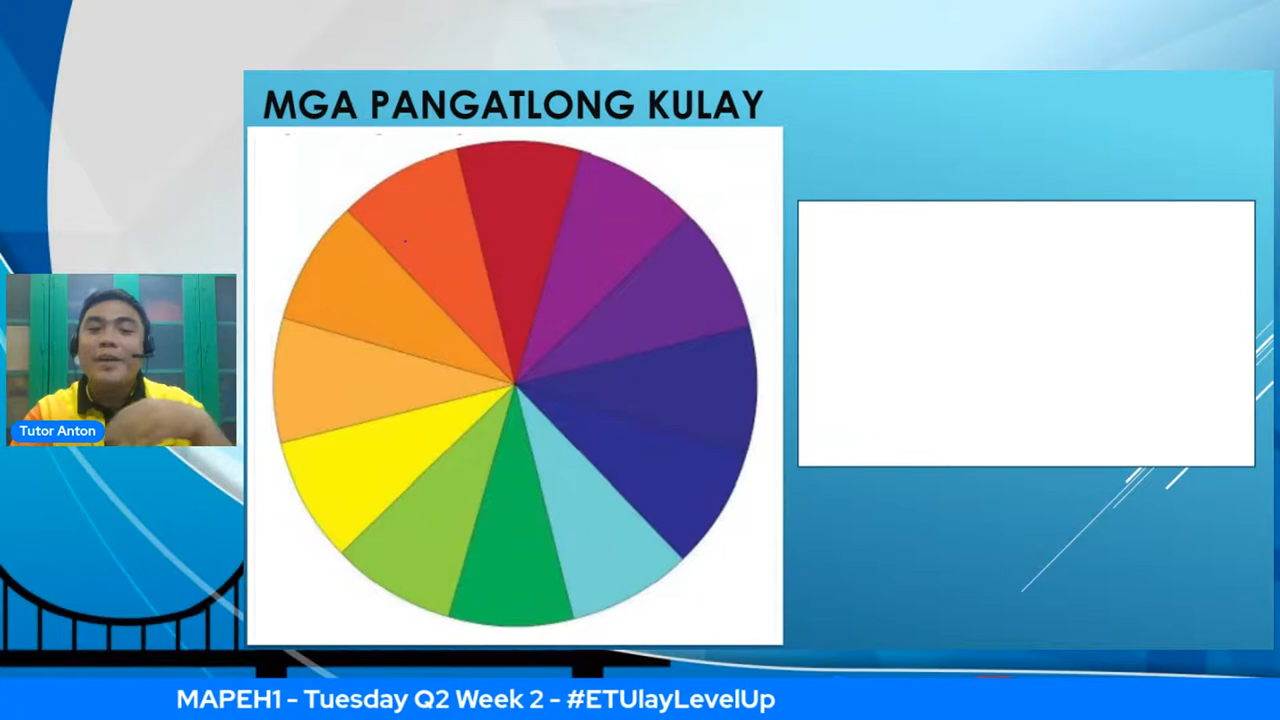 MGA PANGATLONG KULAY
Tutor Anton
MAPEH1 - Tuesday Q2 Week 2 - #ETUlayLevelUp